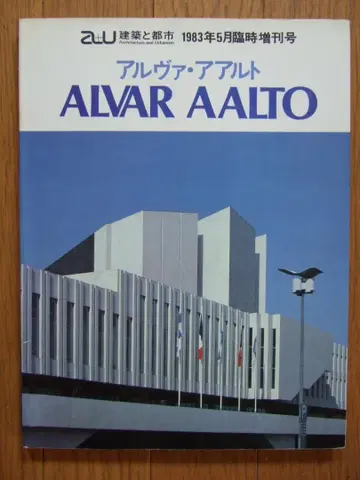 a+u 建築と都市 1983年5月臨時増刊号
Architecture and Urbanism
アルヴァ・アアルト
ALVAR AALTO